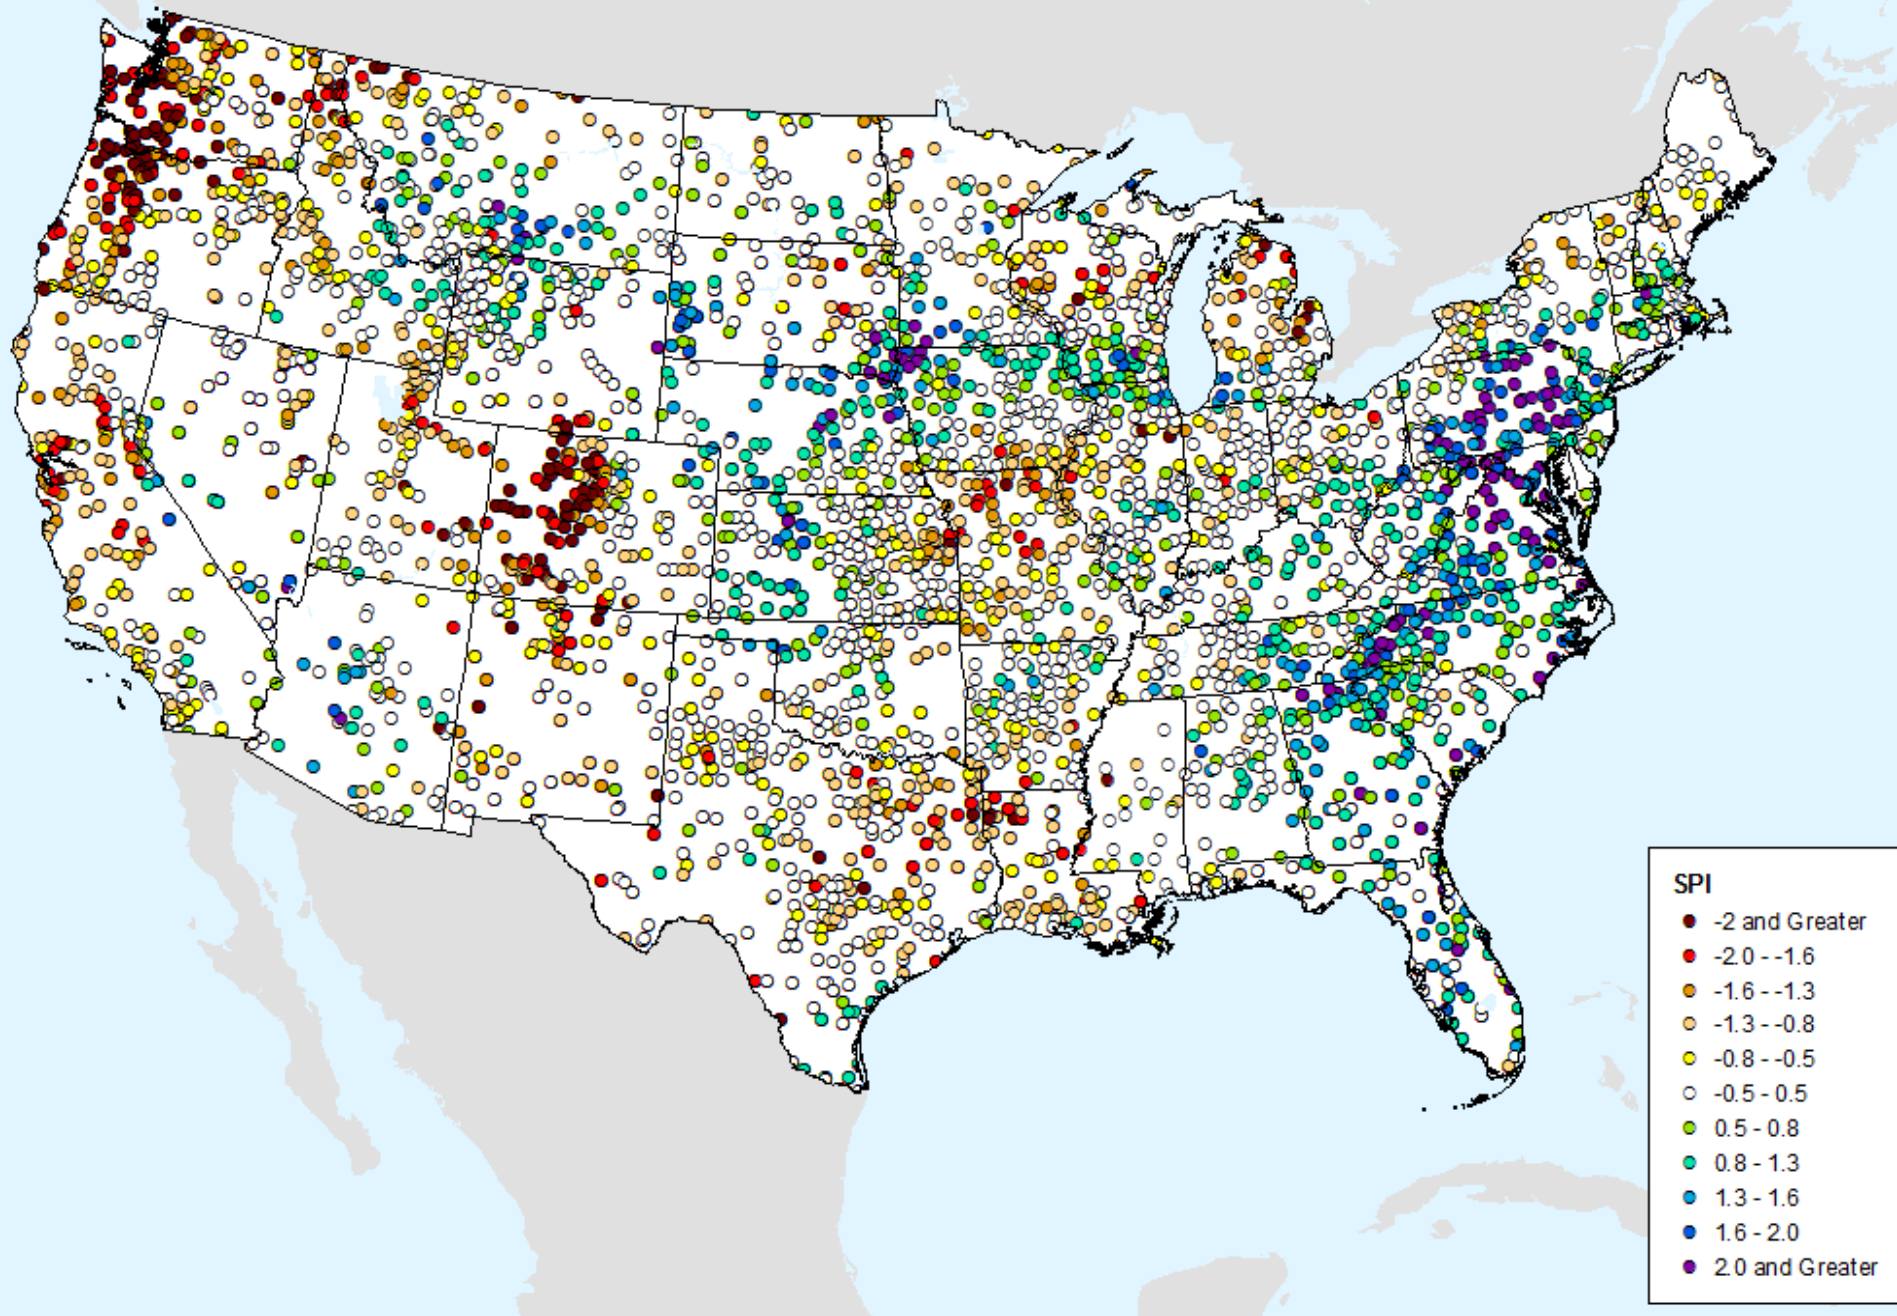 SPI
-2 and Greater
-2.0 - -1.6
-1.6 - -1.3
-1.3 - -0.8
-0.8 - -0.5
-0.5 - 0.5
0.5 - 0.8
0.8 - 1.3
1.3 - 1.6
1.6 - 2.0
2.0 and Greater